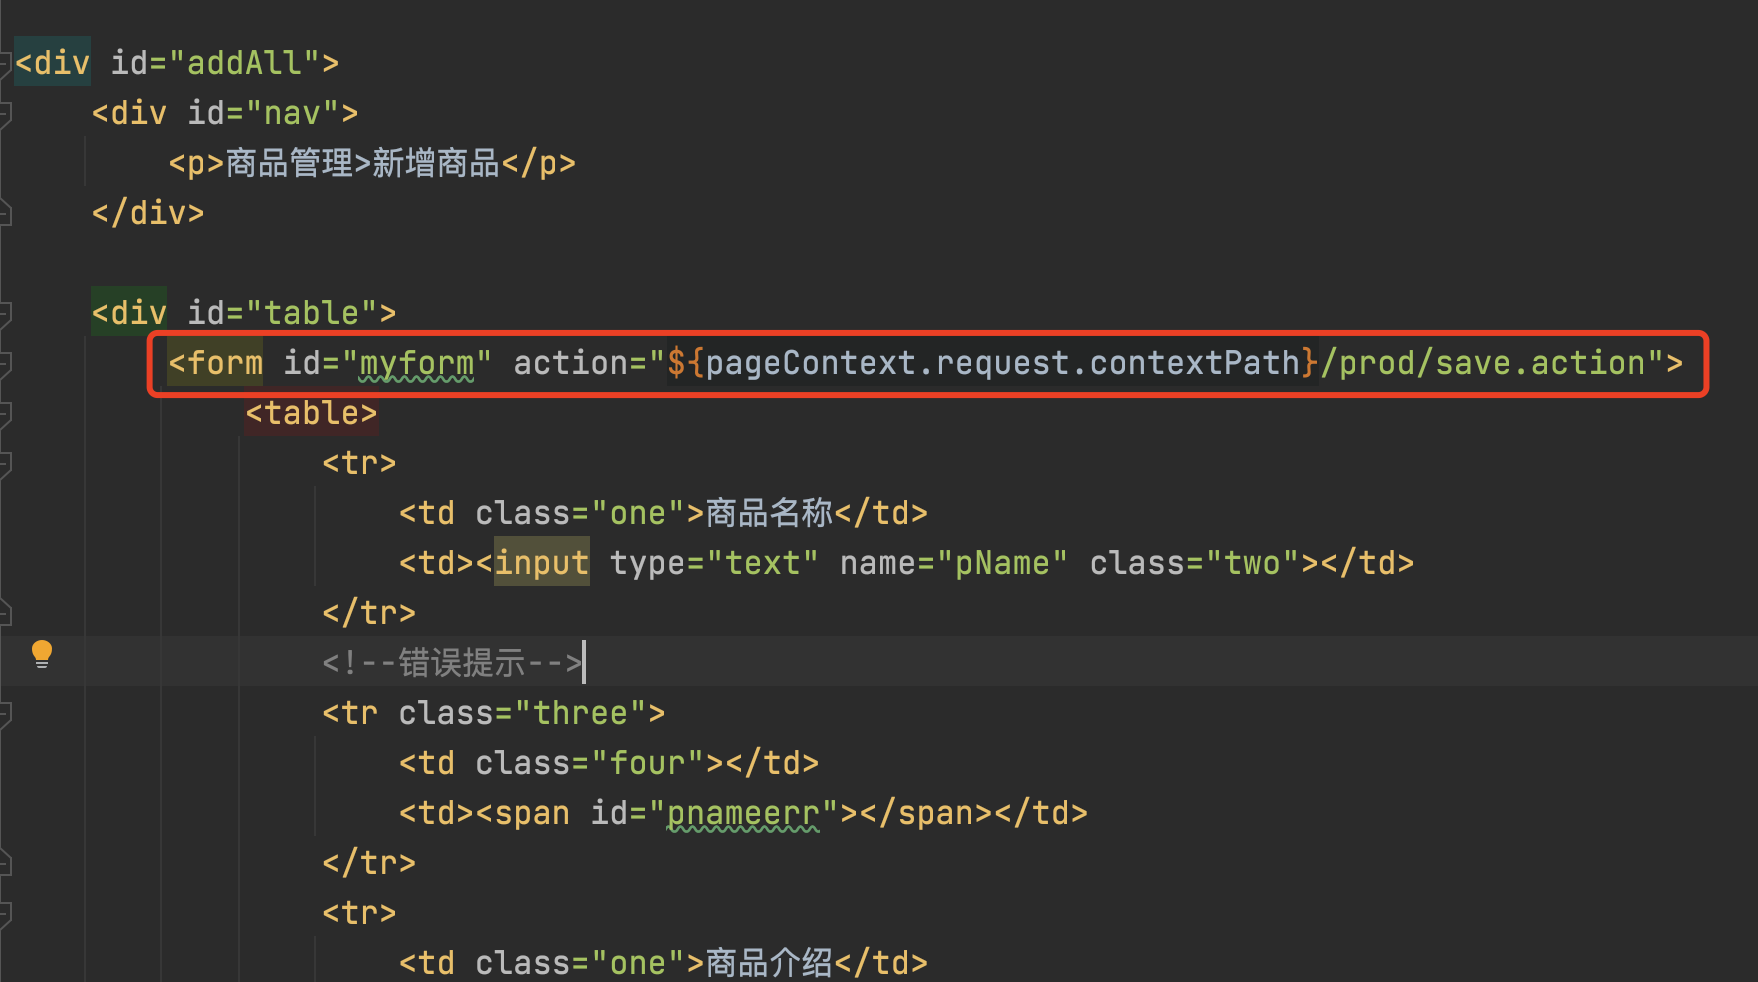 <div id="addAll">
<div id="nav">
<p>商品管理>新增商品</p>
</div>
<div id="table">
<form id="myform" action="${pageContext.request.contextPath}/prod/save.action">
<table>
<tr>
<td class="one">商品名称</td>
<td><input type="text" name="pName" class="two"></td>
</tr>
<!--错误提示-->
<tr class="three">
<td class="four"></td>
<td><span id="pnameerr"></span></td>
</tr>
<tr>
<td class="one">商品介绍</td>